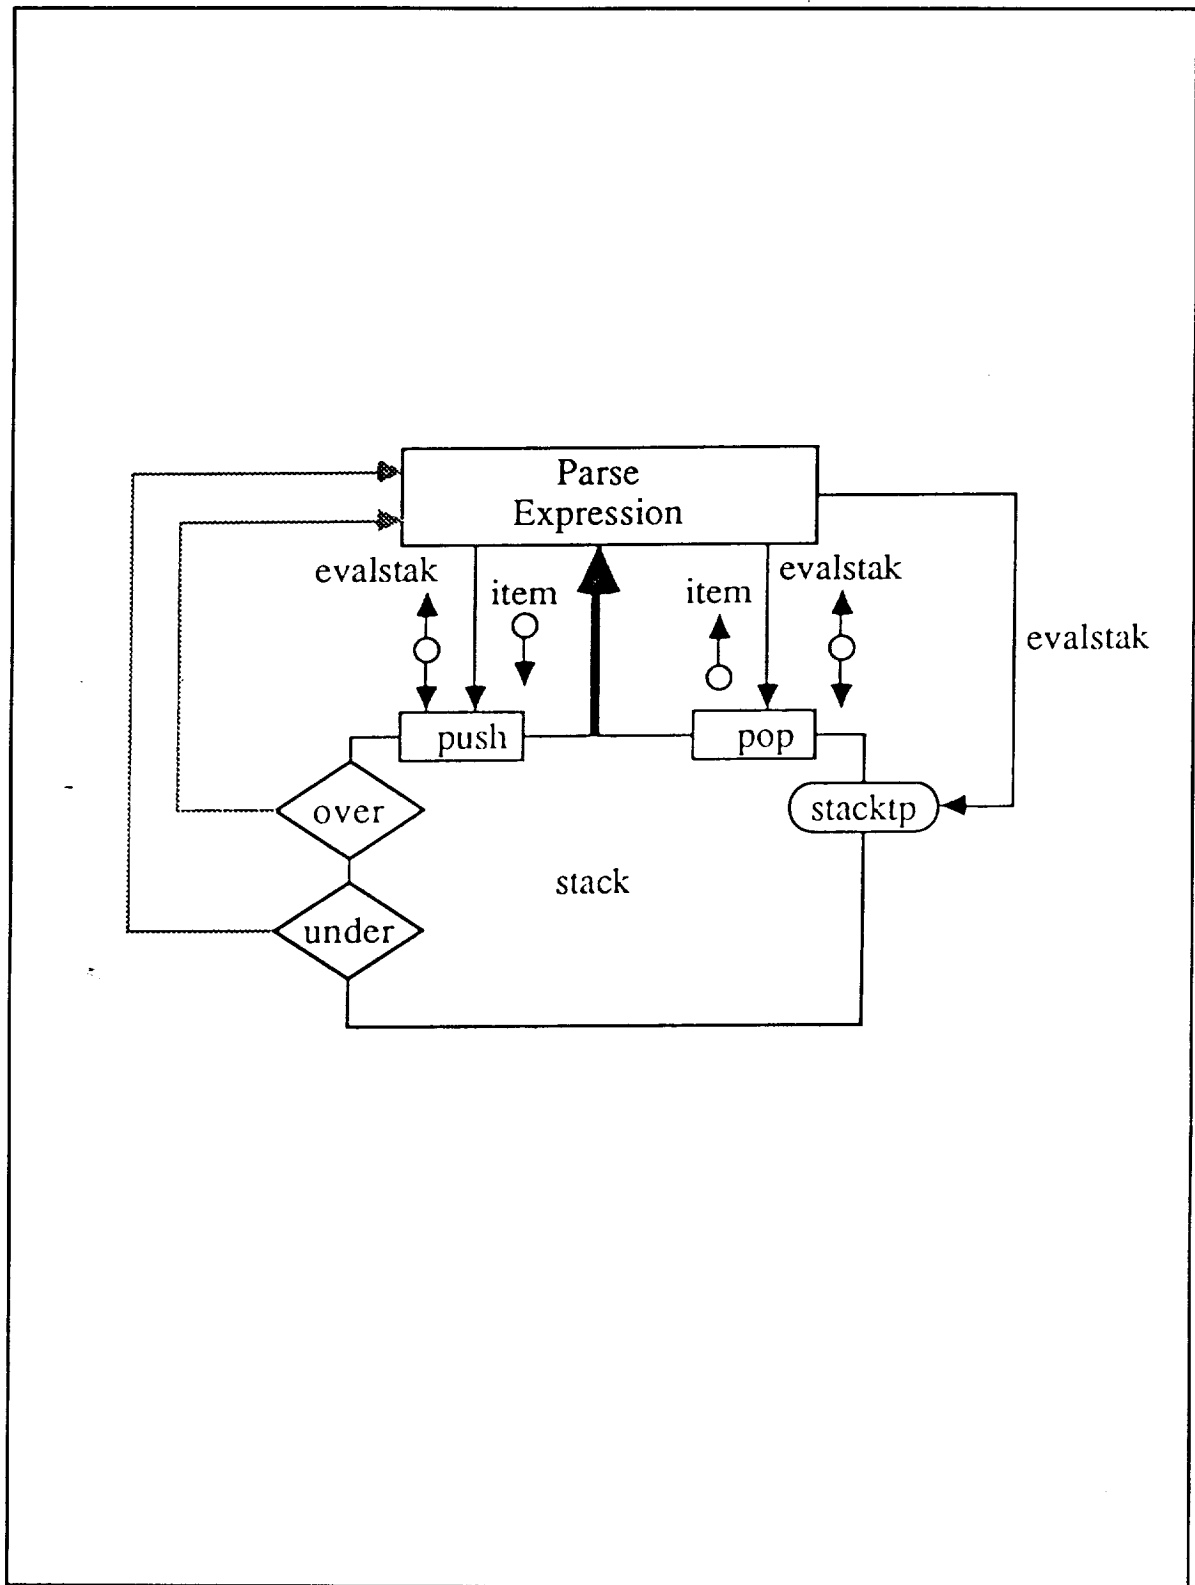 Parse
Expression
evalstak
item
item
evalstak
evalstak
push
pop
over
stacktp
stack
under